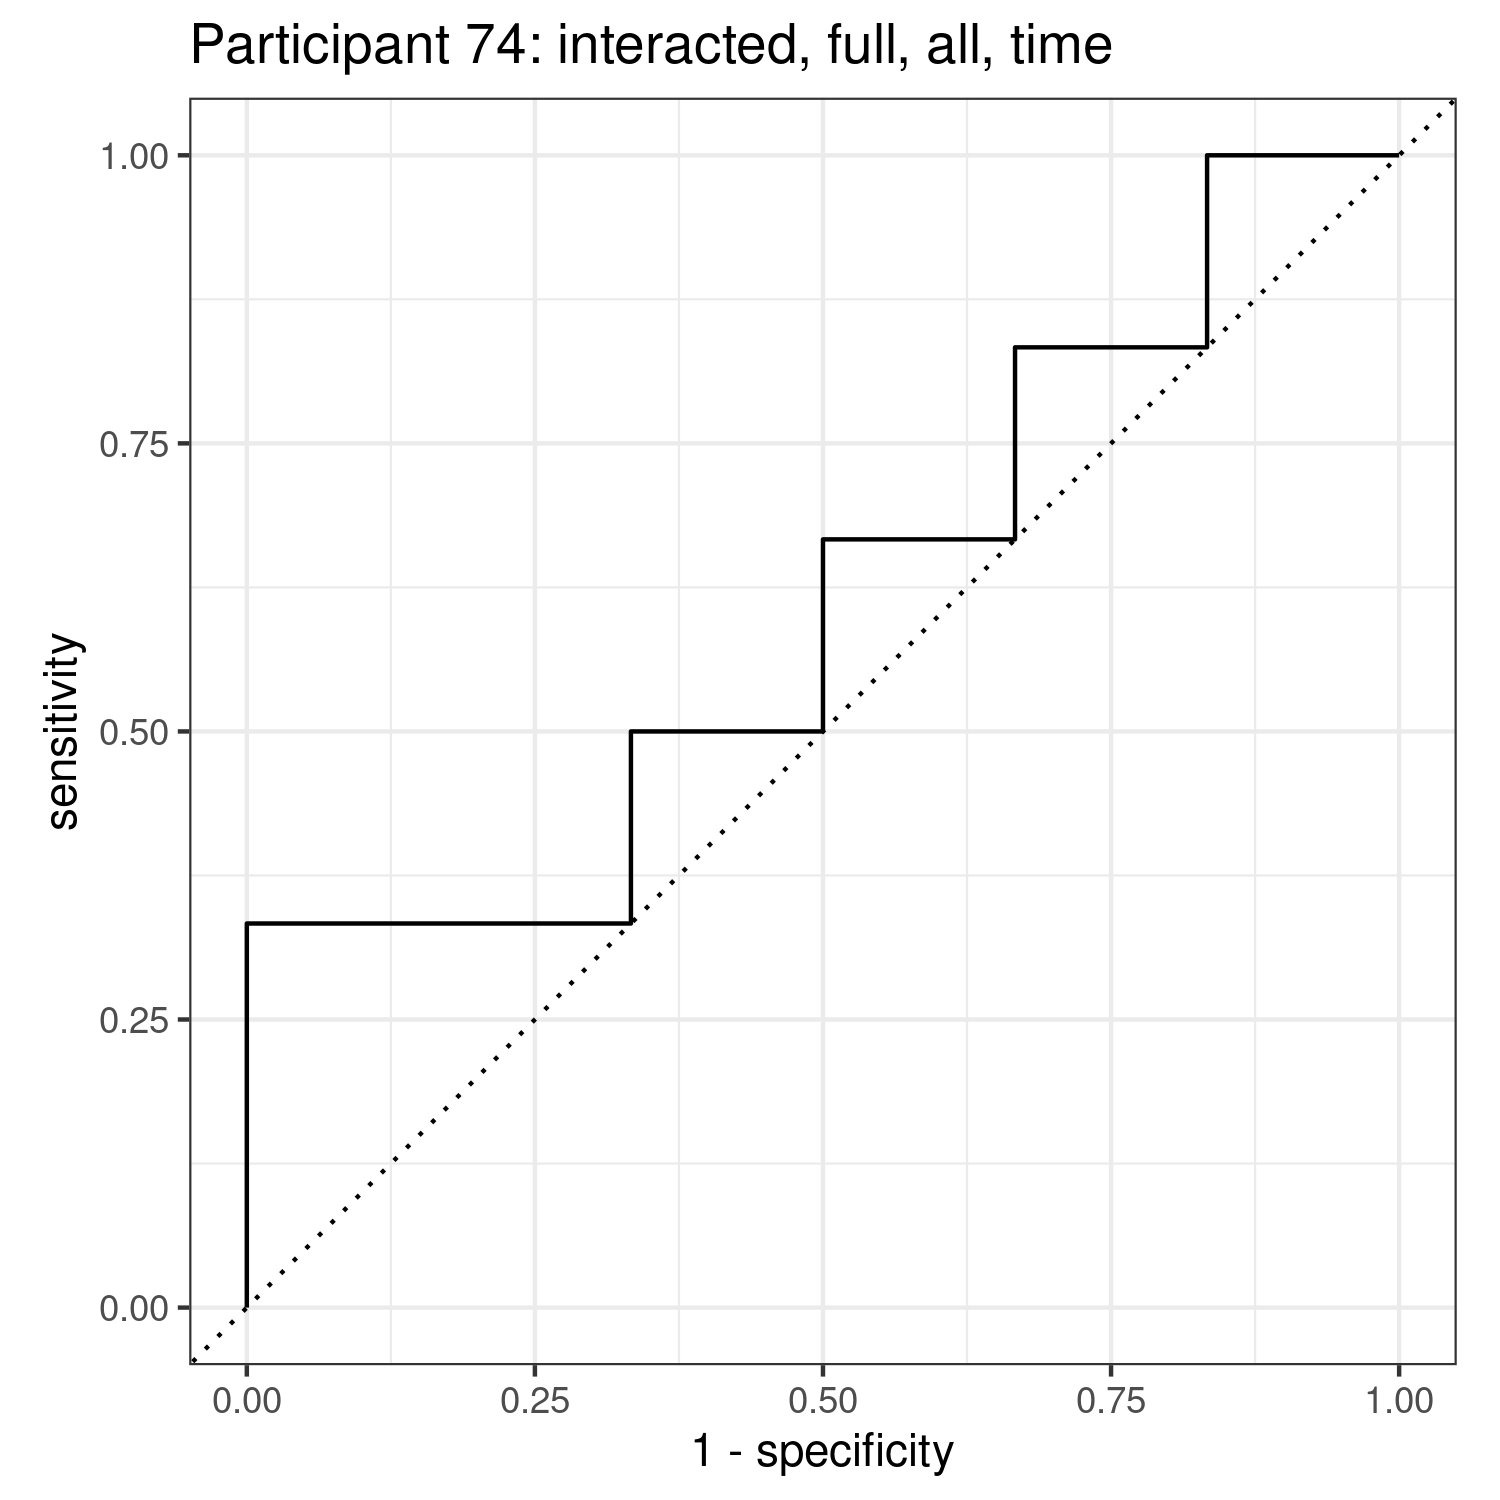 Participant 74: interacted, full, all, time
1.00
0.75
0.50
0.25
0.00
sensitivity
0.00 0.25 0.50 0.75 1.00
1 - specificity